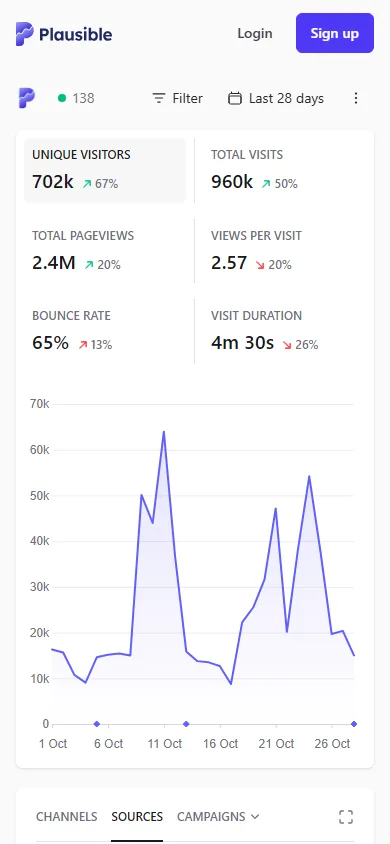 Plausible Login Sign up
138 Filter Last 28 days
UNIQUE VISITORS TOTAL VISITS
702k 67% 960k 50%
TOTAL PAGEVIEWS VIEWS PER VISIT
2.4M 20% 2.57 20%
BOUNCE RATE VISIT DURATION
65% 13% 4m 30s 26%
70k
60k
50k
40k
30k
20k
10k
0
1 Oct 6 Oct 11 Oct 16 Oct 21 Oct 26 Oct
CHANNELS SOURCES CAMPAIGNS